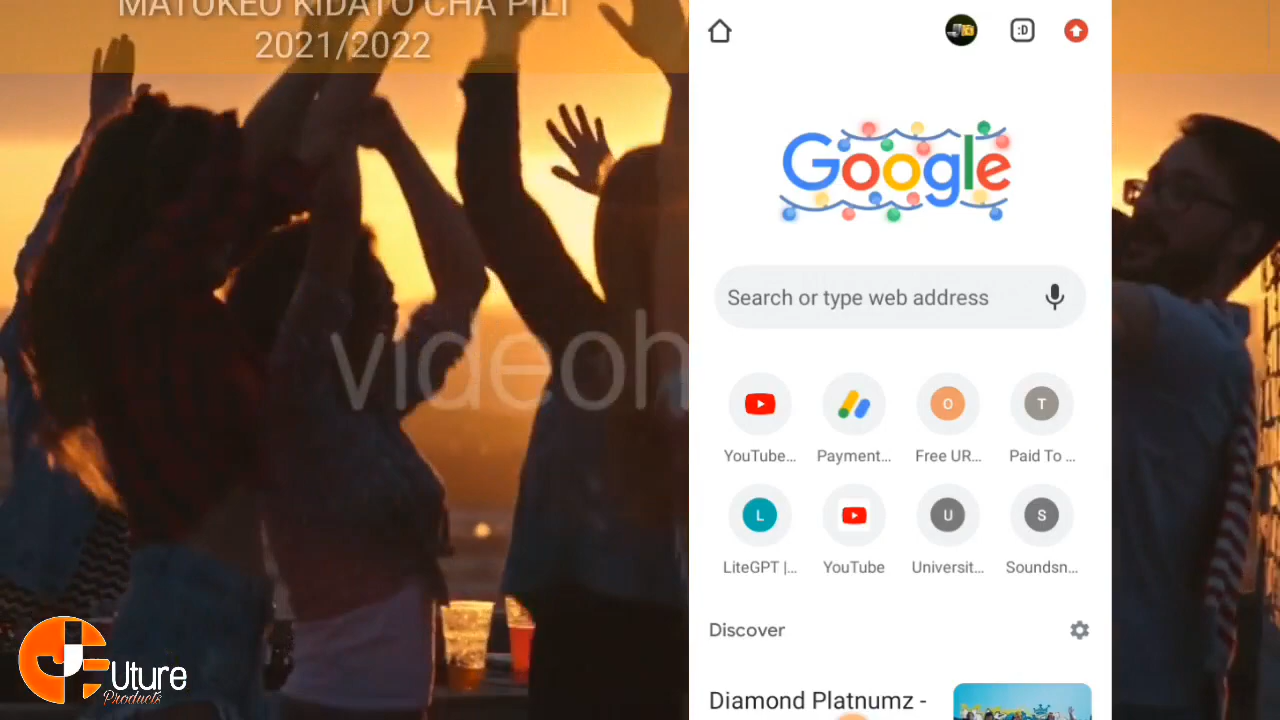 MATOKEO KIDATO CHA PILI
2021/2022
videoh
Uture
Products
:D
Google
Search or type web address
YouTube...
Payment...
O
Free UR...
T
Paid To ...
L
LiteGPT |...
YouTube
U
Universit...
S
Soundsn...
Discover
Diamond Platnumz -